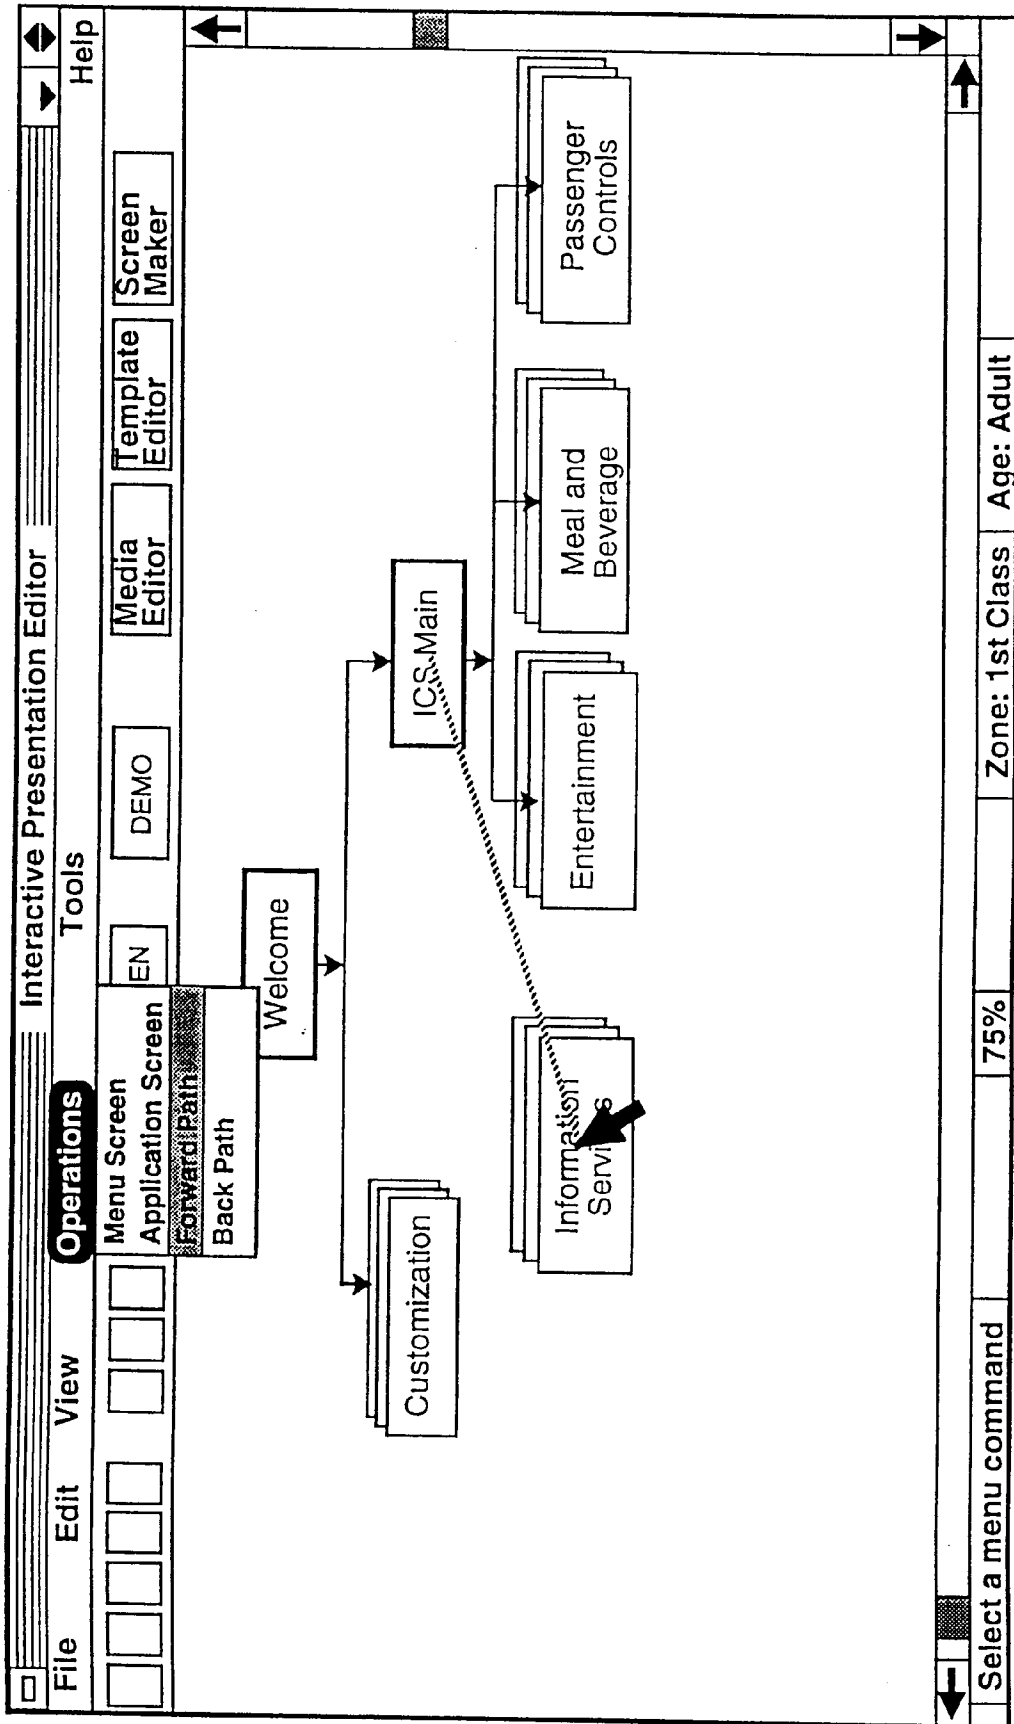 Interactive Presentation Editor
File Edit View Operations Tools Help
Menu Screen
Application Screen
Forward Path
Back Path
EN
DEMO
Media
Editor
Template
Editor
Screen
Maker
Welcome
Customization
ICS Main
Information
Services
Entertainment
Meal and
Beverage
Passenger
Controls
Select a menu command 75% Zone: 1st Class Age: Adult